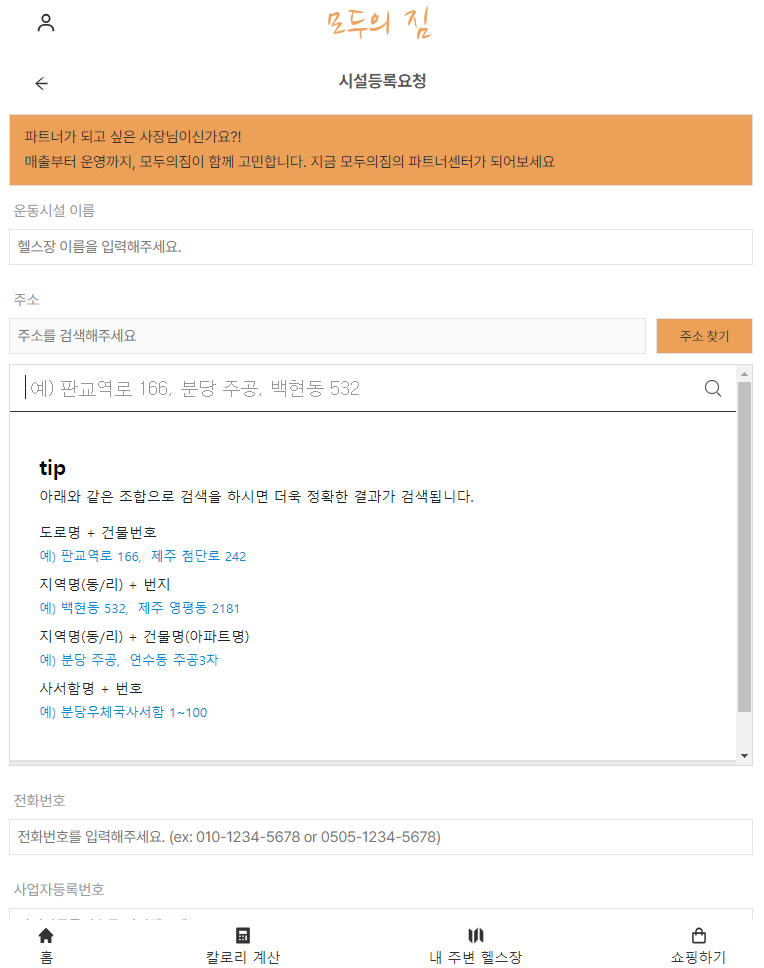 모두의 짐
시설등록요청
파트너가 되고 싶은 사장님이신가요?!
매출부터 운영까지, 모두의짐이 함께 고민합니다. 지금 모두의짐의 파트너센터가 되어보세요
운동시설 이름
헬스장 이름을 입력해주세요.
주소
주소를 검색해주세요 주소 찾기
예) 판교역로 166, 분당 주공, 백현동 532
tip
아래와 같은 조합으로 검색을 하시면 더욱 정확한 결과가 검색됩니다.
도로명 + 건물번호
예) 판교역로 166, 제주 첨단로 242
지역명(동/리) + 번지
예) 백현동 532, 제주 영평동 2181
지역명(동/리) + 건물명(아파트명)
예) 분당 주공, 연수동 주공3차
사서함명 + 번호
예) 분당우체국사서함 1~100
전화번호
전화번호를 입력해주세요. (ex: 010-1234-5678 or 0505-1234-5678)
사업자등록번호
홈 칼로리 계산 내 주변 헬스장 쇼핑하기